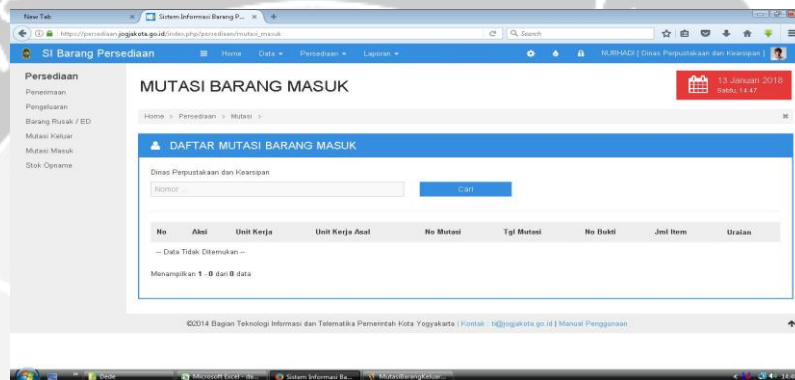 New Tab
Sistem Informasi Barang P...
https://persediaan.jogjakota.go.id/index.php/persediaan/mutasi_masuk
Search
SI Barang Persediaan
Home
Data
Persediaan
Laporan
NURHADI [ Dinas Perpustakaan dan Kearsipan ]
Persediaan
Penerimaan
Pengeluaran
Barang Rusak / ED
Mutasi Keluar
Mutasi Masuk
Stok Opname
MUTASI BARANG MASUK
13 Januari 2018
Sabtu, 14:47
Home > Persediaan > Mutasi >
DAFTAR MUTASI BARANG MASUK
Dinas Perpustakaan dan Kearsipan
Nomor ...
Cari
No Aksi Unit Kerja Unit Kerja Asal No Mutasi Tgl Mutasi No Bukti Jml Item Uraian
-- Data Tidak Ditemukan --
Menampilkan 1 - 0 dari 0 data
©2014 Bagian Teknologi Informasi dan Telematika Pemerintah Kota Yogyakarta | Kontak : ti@jogjakota.go.id | Manual Penggunaan
Dede
Microsoft Excel - da...
Sistem Informasi Ba...
MutasiBarangKeluar...